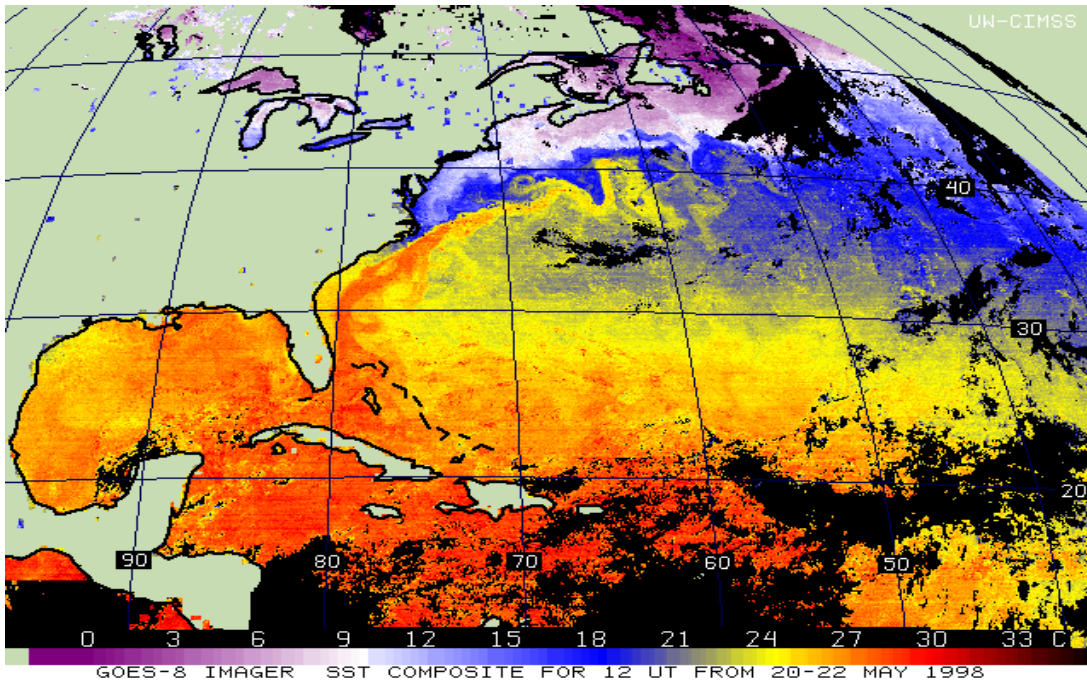 UW-CIMSS
40
30
20
90 80 70 60 50
0 3 6 9 12 15 18 21 24 27 30 33 C
GOES-8 IMAGER SST COMPOSITE FOR 12 UT FROM 20-22 MAY 1998